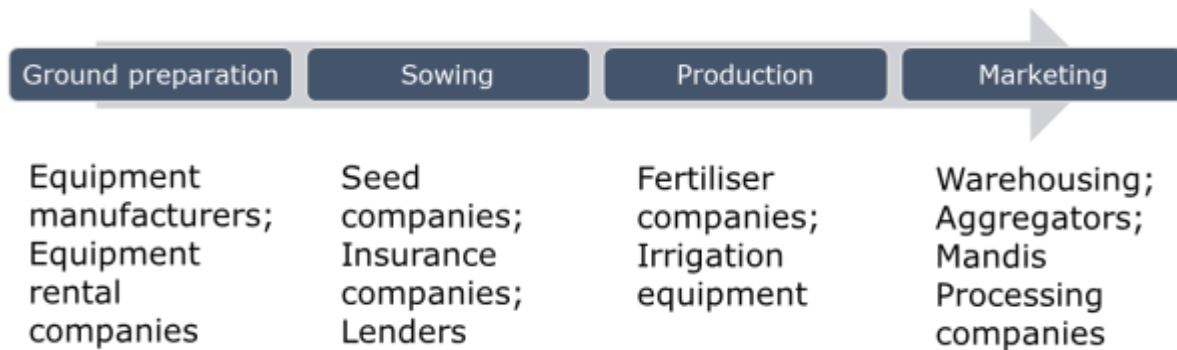 Ground preparation
Sowing
Production
Marketing
Equipment
manufacturers;
Equipment
rental
companies
Seed
companies;
Insurance
companies;
Lenders
Fertiliser
companies;
Irrigation
equipment
Warehousing;
Aggregators;
Mandis
Processing
companies